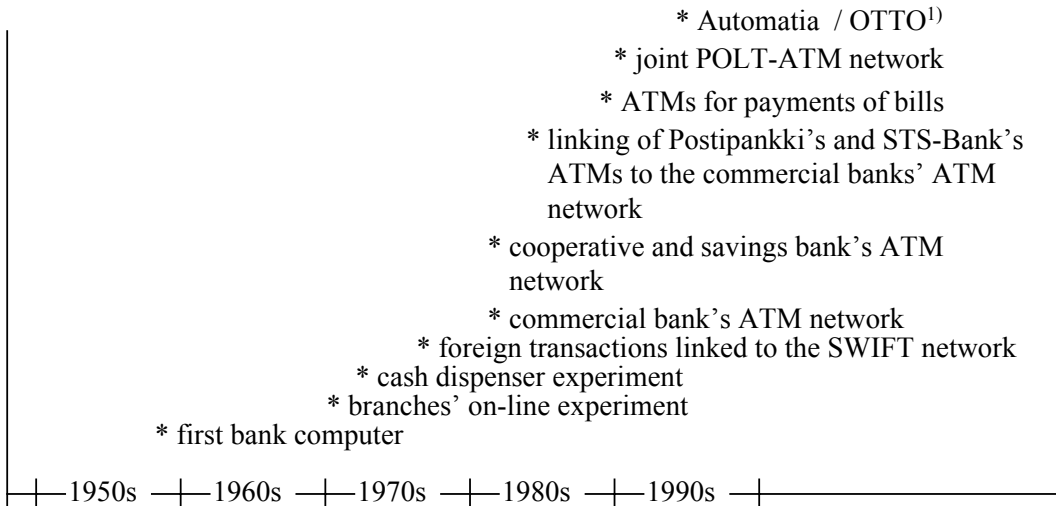 * Automatia / OTTO1)
* joint POLT-ATM network
* ATMs for payments of bills
* linking of Postipankki’s and STS-Bank’s
ATMs to the commercial banks’ ATM
network
* cooperative and savings bank’s ATM
network
* commercial bank’s ATM network
* foreign transactions linked to the SWIFT network
* cash dispenser experiment
* branches’ on-line experiment
* first bank computer
1950s 1960s 1970s 1980s 1990s